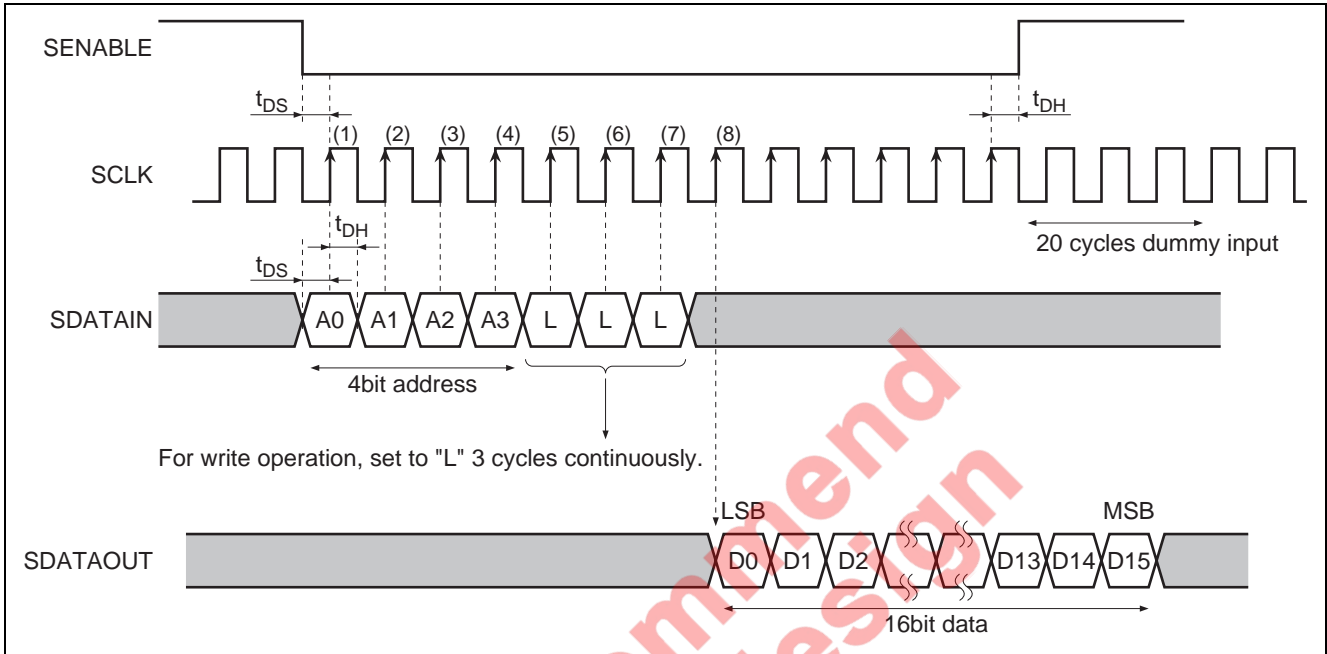 SENABLE
tDS
tDH
(1) (2) (3) (4) (5) (6) (7) (8)
SCLK
tDH
20 cycles dummy input
tDS
SDATAIN
A0 A1 A2 A3 L L L
4bit address
For write operation, set to "L" 3 cycles continuously.
LSB MSB
SDATAOUT
D0 D1 D2 D13 D14 D15
16bit data